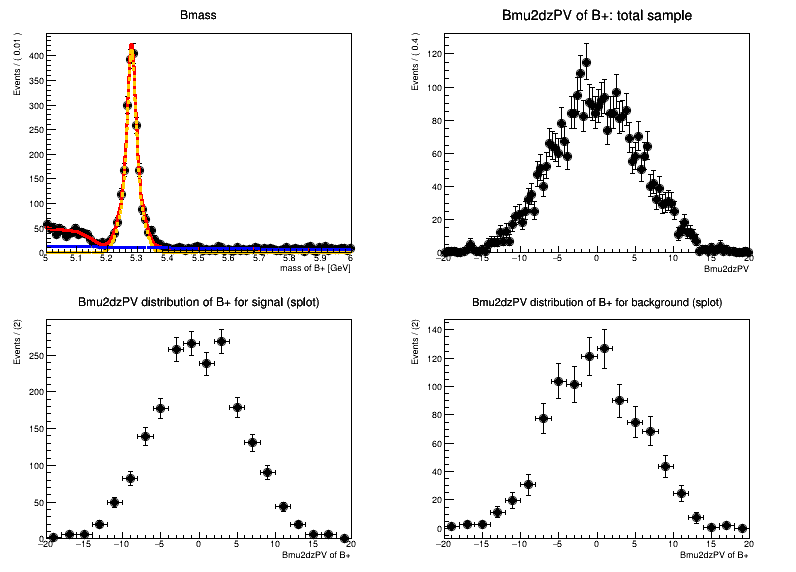 Bmass
Events / ( 0.01 )
400
350
300
250
200
150
100
50
0
5 5.1 5.2 5.3 5.4 5.5 5.6 5.7 5.8 5.9 6
mass of B+ [GeV]
Bmu2dzPV of B+: total sample
Events / ( 0.4 )
120
100
80
60
40
20
0
−20 −15 −10 −5 0 5 10 15 20
Bmu2dzPV
Bmu2dzPV distribution of B+ for signal (splot)
Events / (2)
250
200
150
100
50
0
−20 −15 −10 −5 0 5 10 15 20
Bmu2dzPV of B+
Bmu2dzPV distribution of B+ for background (splot)
Events / (2)
140
120
100
80
60
40
20
0
−20 −15 −10 −5 0 5 10 15 20
Bmu2dzPV of B+